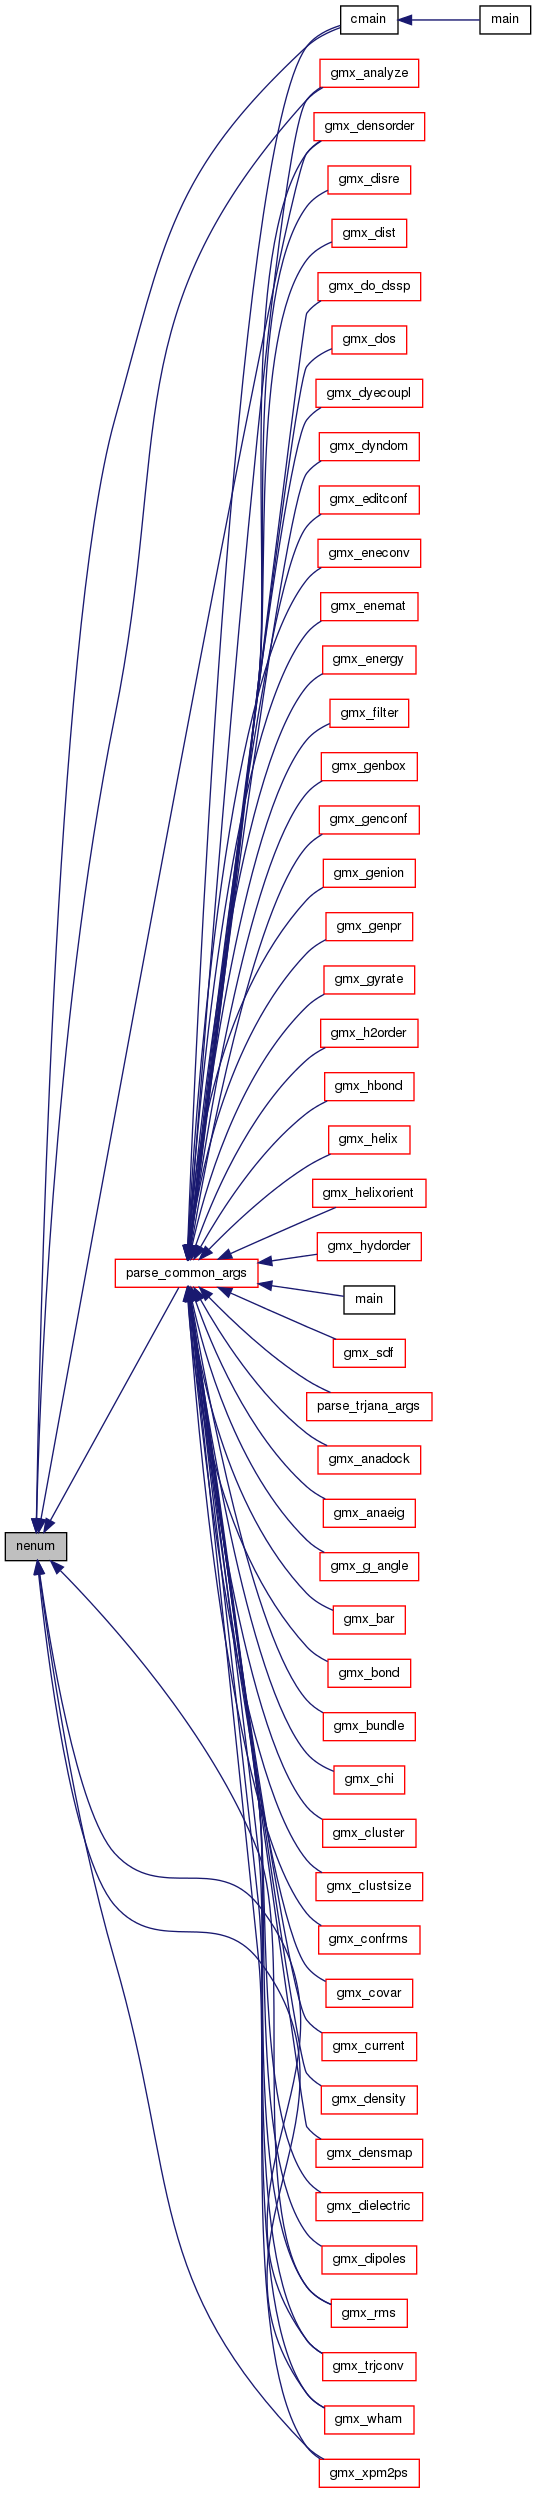 cmain
main
gmx_analyze
gmx_densorder
gmx_disre
gmx_dist
gmx_do_dssp
gmx_dos
gmx_dyecoupl
gmx_dyndom
gmx_editconf
gmx_eneconv
gmx_enemat
gmx_energy
gmx_filter
gmx_genbox
gmx_genconf
gmx_genion
gmx_genpr
gmx_gyrate
gmx_h2order
gmx_hbond
gmx_helix
gmx_helixorient
gmx_hydorder
parse_common_args
main
gmx_sdf
parse_trjana_args
gmx_anadock
gmx_anaeig
nenum
gmx_g_angle
gmx_bar
gmx_bond
gmx_bundle
gmx_chi
gmx_cluster
gmx_clustsize
gmx_confrms
gmx_covar
gmx_current
gmx_density
gmx_densmap
gmx_dielectric
gmx_dipoles
gmx_rms
gmx_trjconv
gmx_wham
gmx_xpm2ps